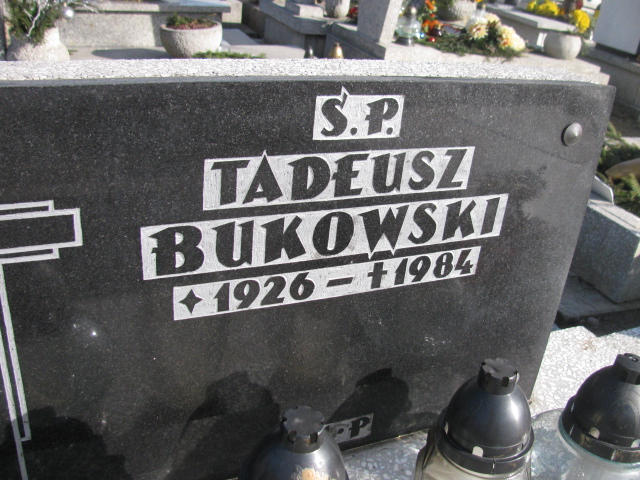 Ś.P.
TADEUSZ
BUKOWSKI
✦1926 – †1984